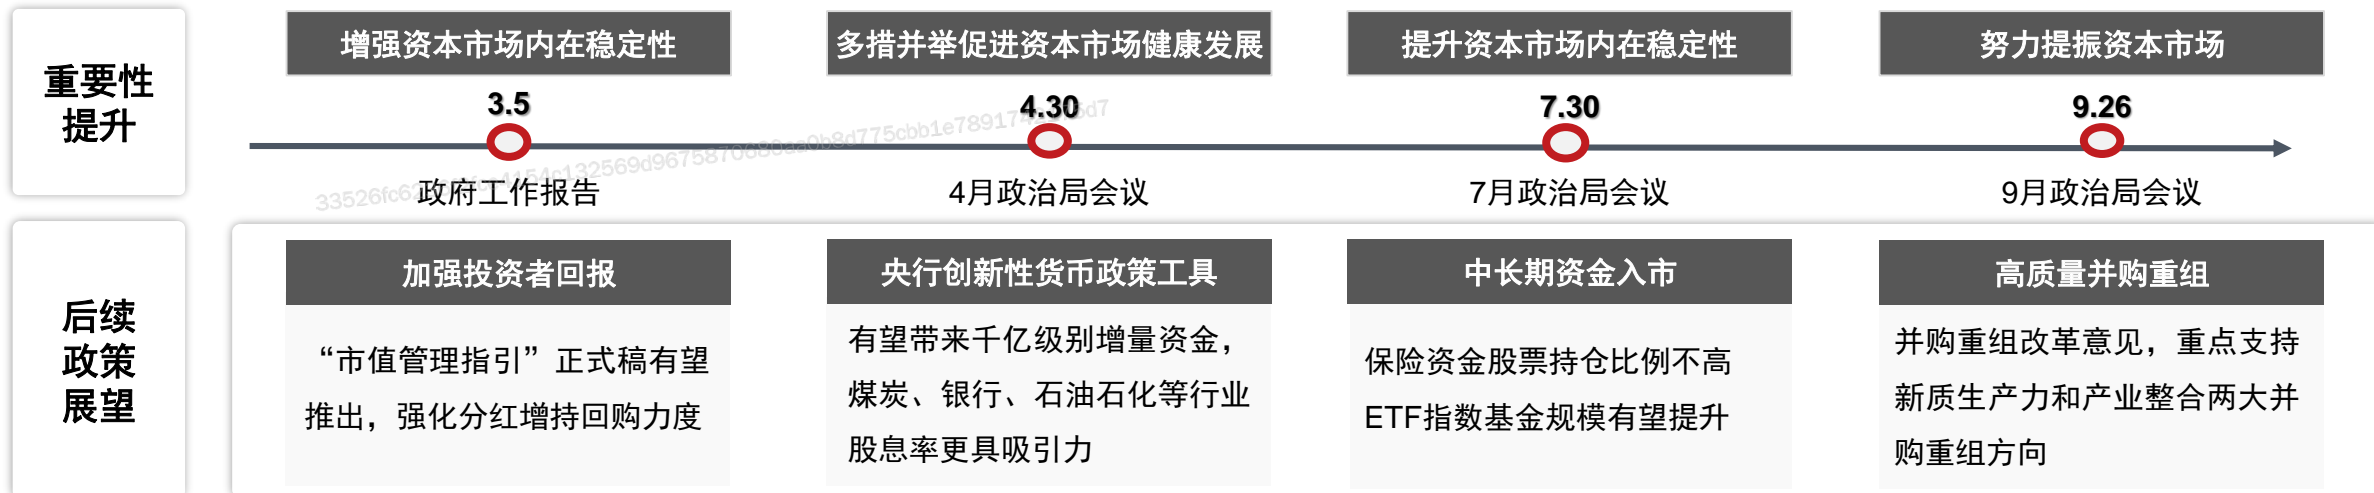 重要性
提升
增强资本市场内在稳定性
多措并举促进资本市场健康发展
提升资本市场内在稳定性
努力提振资本市场
3.5
4.30
7.30
9.26
政府工作报告
4月政治局会议
7月政治局会议
9月政治局会议
后续
政策
展望
加强投资者回报
“市值管理指引”正式稿有望
推出，强化分红增持回购力度
央行创新性货币政策工具
有望带来千亿级别增量资金，
煤炭、银行、石油石化等行业
股息率更具吸引力
中长期资金入市
保险资金股票持仓比例不高
ETF指数基金规模有望提升
高质量并购重组
并购重组改革意见，重点支持
新质生产力和产业整合两大并
购重组方向